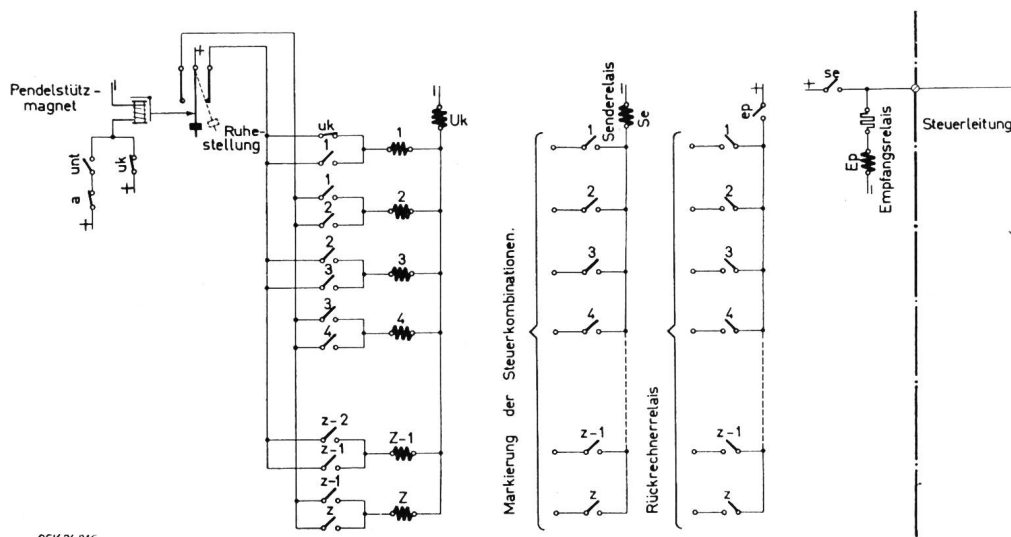 Pendelstütz-
magnet
Ruhe-
stellung
unt
uk
a
uk
1
1
1
2
2
3
3
4
z-2
z-1
z-1
z
1
2
3
4
Z-1
Z
Uk
Markierung der Steuerkombinationen.
1
2
3
4
z-1
z
Senderelais
Se
Rückrechnerrelais
1
2
3
4
z-1
z
ep
se
Ep
Empfangsrelais
Steuerleitung